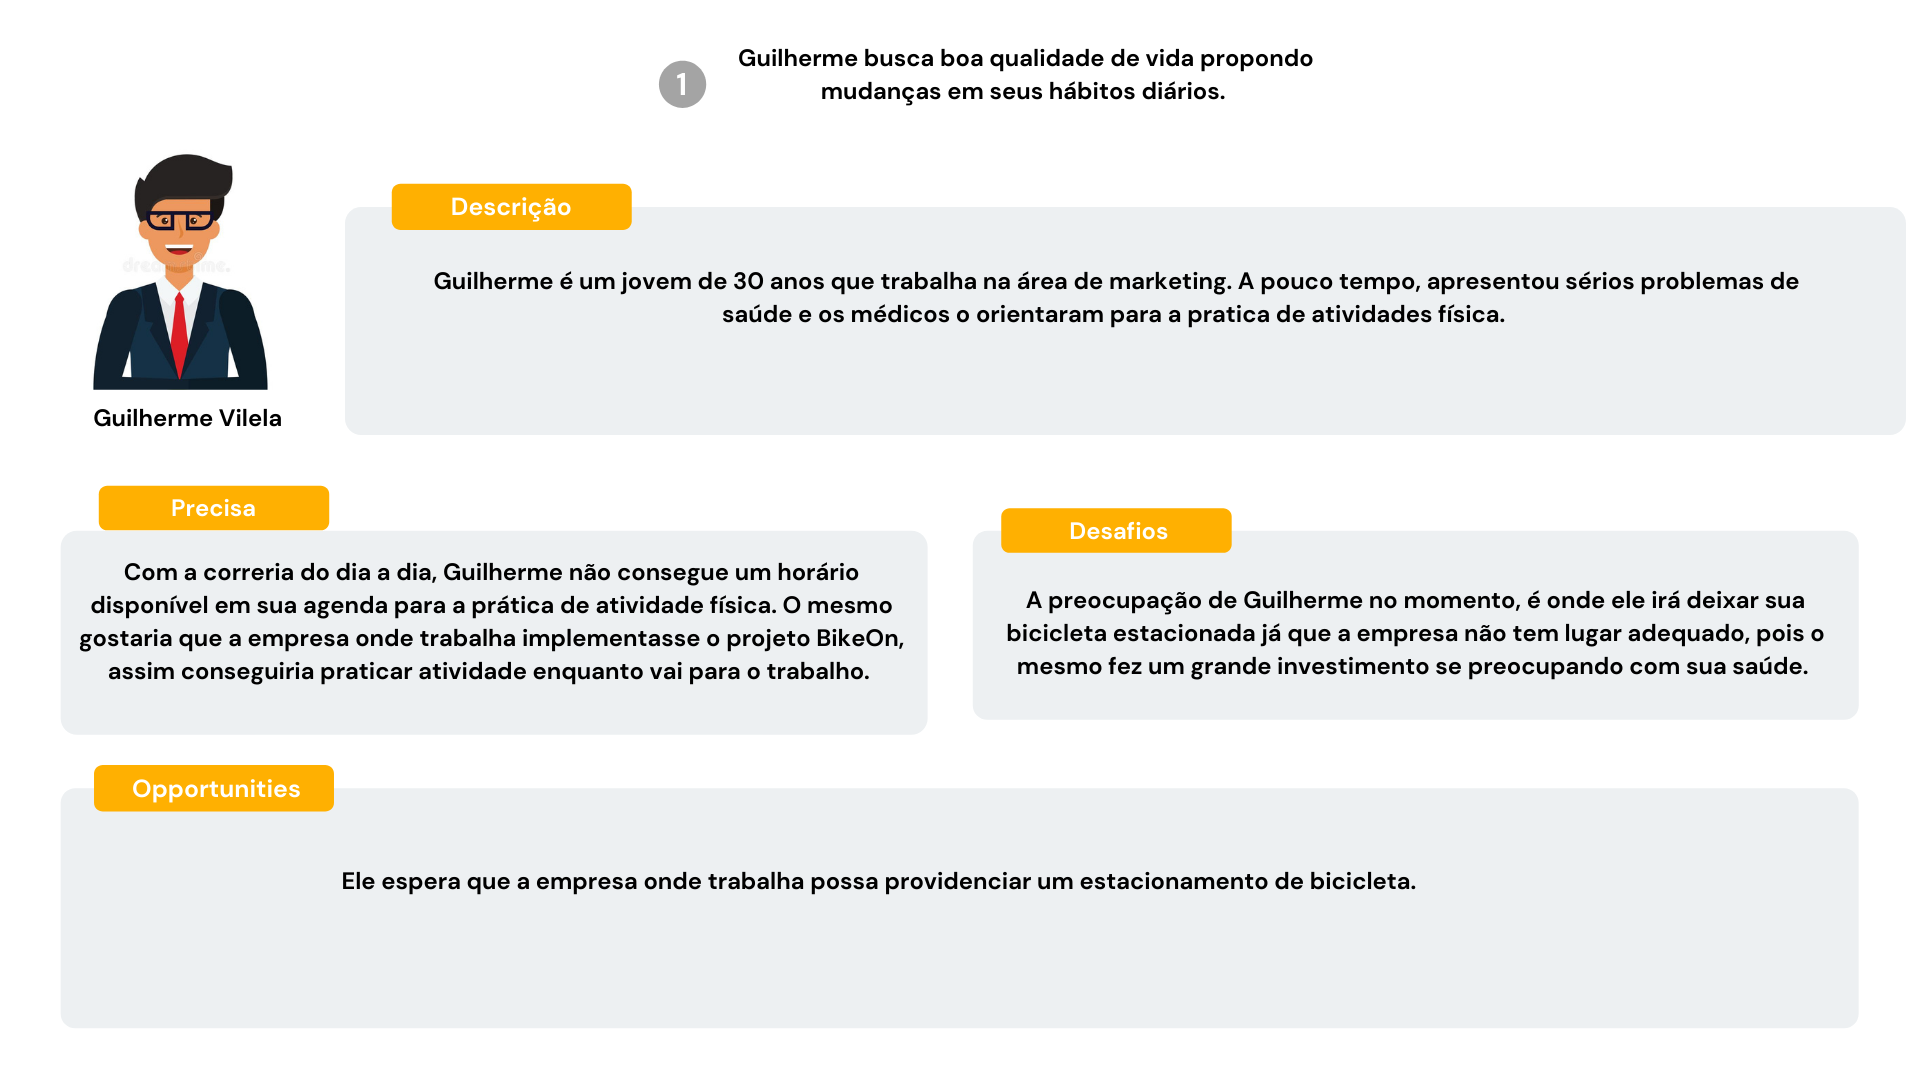 1
Guilherme busca boa qualidade de vida propondo
mudanças em seus hábitos diários.
Descrição
Guilherme é um jovem de 30 anos que trabalha na área de marketing. A pouco tempo, apresentou sérios problemas de
saúde e os médicos o orientaram para a pratica de atividades física.
Guilherme Vilela
Precisa
Com a correria do dia a dia, Guilherme não consegue um horário
disponível em sua agenda para a prática de atividade física. O mesmo
gostaria que a empresa onde trabalha implementasse o projeto BikeOn,
assim conseguiria praticar atividade enquanto vai para o trabalho.
Desafios
A preocupação de Guilherme no momento, é onde ele irá deixar sua
bicicleta estacionada já que a empresa não tem lugar adequado, pois o
mesmo fez um grande investimento se preocupando com sua saúde.
Opportunities
Ele espera que a empresa onde trabalha possa providenciar um estacionamento de bicicleta.